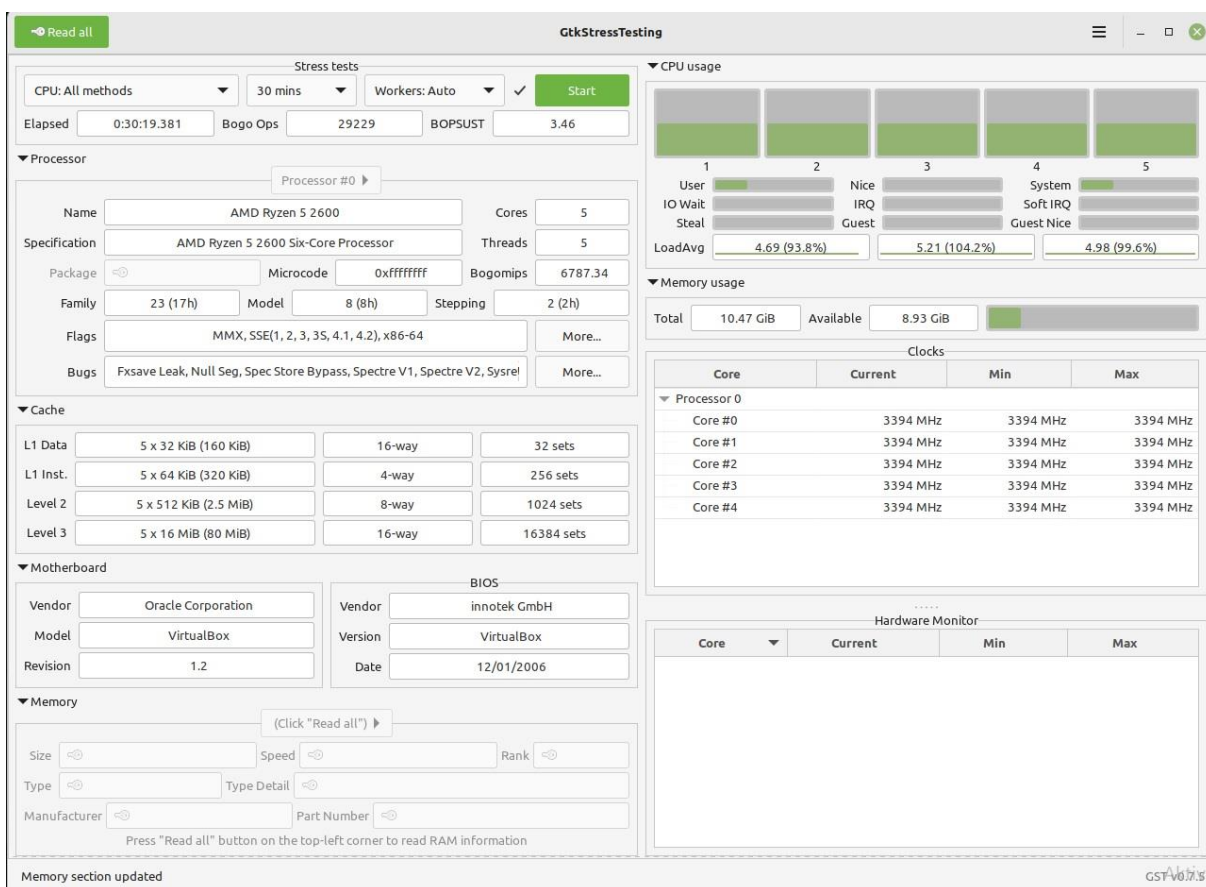 Read all
GtkStressTesting
Stress tests
CPU: All methods 30 mins Workers: Auto Start
Elapsed 0:30:19.381 Bogo Ops 29229 BOPSUST 3.46
Processor
Processor #0
Name AMD Ryzen 5 2600 Cores 5
Specification AMD Ryzen 5 2600 Six-Core Processor Threads 5
Package Microcode 0xffffffff Bogomips 6787.34
Family 23 (17h) Model 8 (8h) Stepping 2 (2h)
Flags MMX, SSE(1, 2, 3, 3S, 4.1, 4.2), x86-64 More...
Bugs Fxsave Leak, Null Seg, Spec Store Bypass, Spectre V1, Spectre V2, Sysret More...
Cache
L1 Data 5 x 32 KiB (160 KiB) 16-way 32 sets
L1 Inst. 5 x 64 KiB (320 KiB) 4-way 256 sets
Level 2 5 x 512 KiB (2.5 MiB) 8-way 1024 sets
Level 3 5 x 16 MiB (80 MiB) 16-way 16384 sets
Motherboard
Vendor Oracle Corporation
Model VirtualBox
Revision 1.2
BIOS
Vendor innotek GmbH
Version VirtualBox
Date 12/01/2006
Memory
(Click "Read all")
Size Speed Rank
Type Type Detail
Manufacturer Part Number
Press "Read all" button on the top-left corner to read RAM information
CPU usage
1 2 3 4 5
User Nice System
IO Wait IRQ Soft IRQ
Steal Guest Guest Nice
LoadAvg 4.69 (93.8%) 5.21 (104.2%) 4.98 (99.6%)
Memory usage
Total 10.47 GiB Available 8.93 GiB
Clocks
Core Current Min Max
Processor 0
Core #0 3394 MHz 3394 MHz 3394 MHz
Core #1 3394 MHz 3394 MHz 3394 MHz
Core #2 3394 MHz 3394 MHz 3394 MHz
Core #3 3394 MHz 3394 MHz 3394 MHz
Core #4 3394 MHz 3394 MHz 3394 MHz
Hardware Monitor
Core Current Min Max
Memory section updated
GST v0.7.5